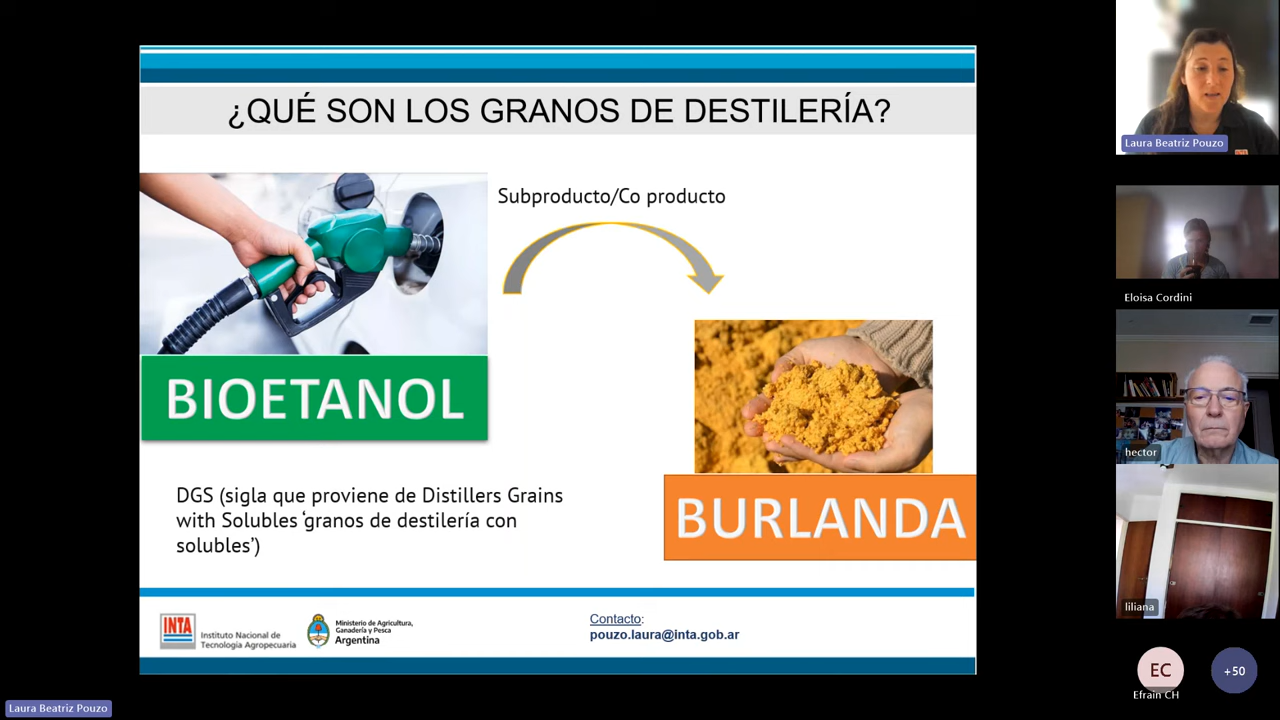 ¿QUÉ SON LOS GRANOS DE DESTILERÍA?
Subproducto/Co producto
BIOETANOL
BURLANDA
DGS (sigla que proviene de Distillers Grains
with Solubles ‘granos de destilería con
solubles’)
INTA
Instituto Nacional de
Tecnología Agropecuaria
Ministerio de Agricultura,
Ganadería y Pesca
Argentina
Contacto:
pouzo.laura@inta.gob.ar
Laura Beatriz Pouzo
Eloisa Cordini
hector
liliana
EC
Efrain CH
+50
Laura Beatriz Pouzo